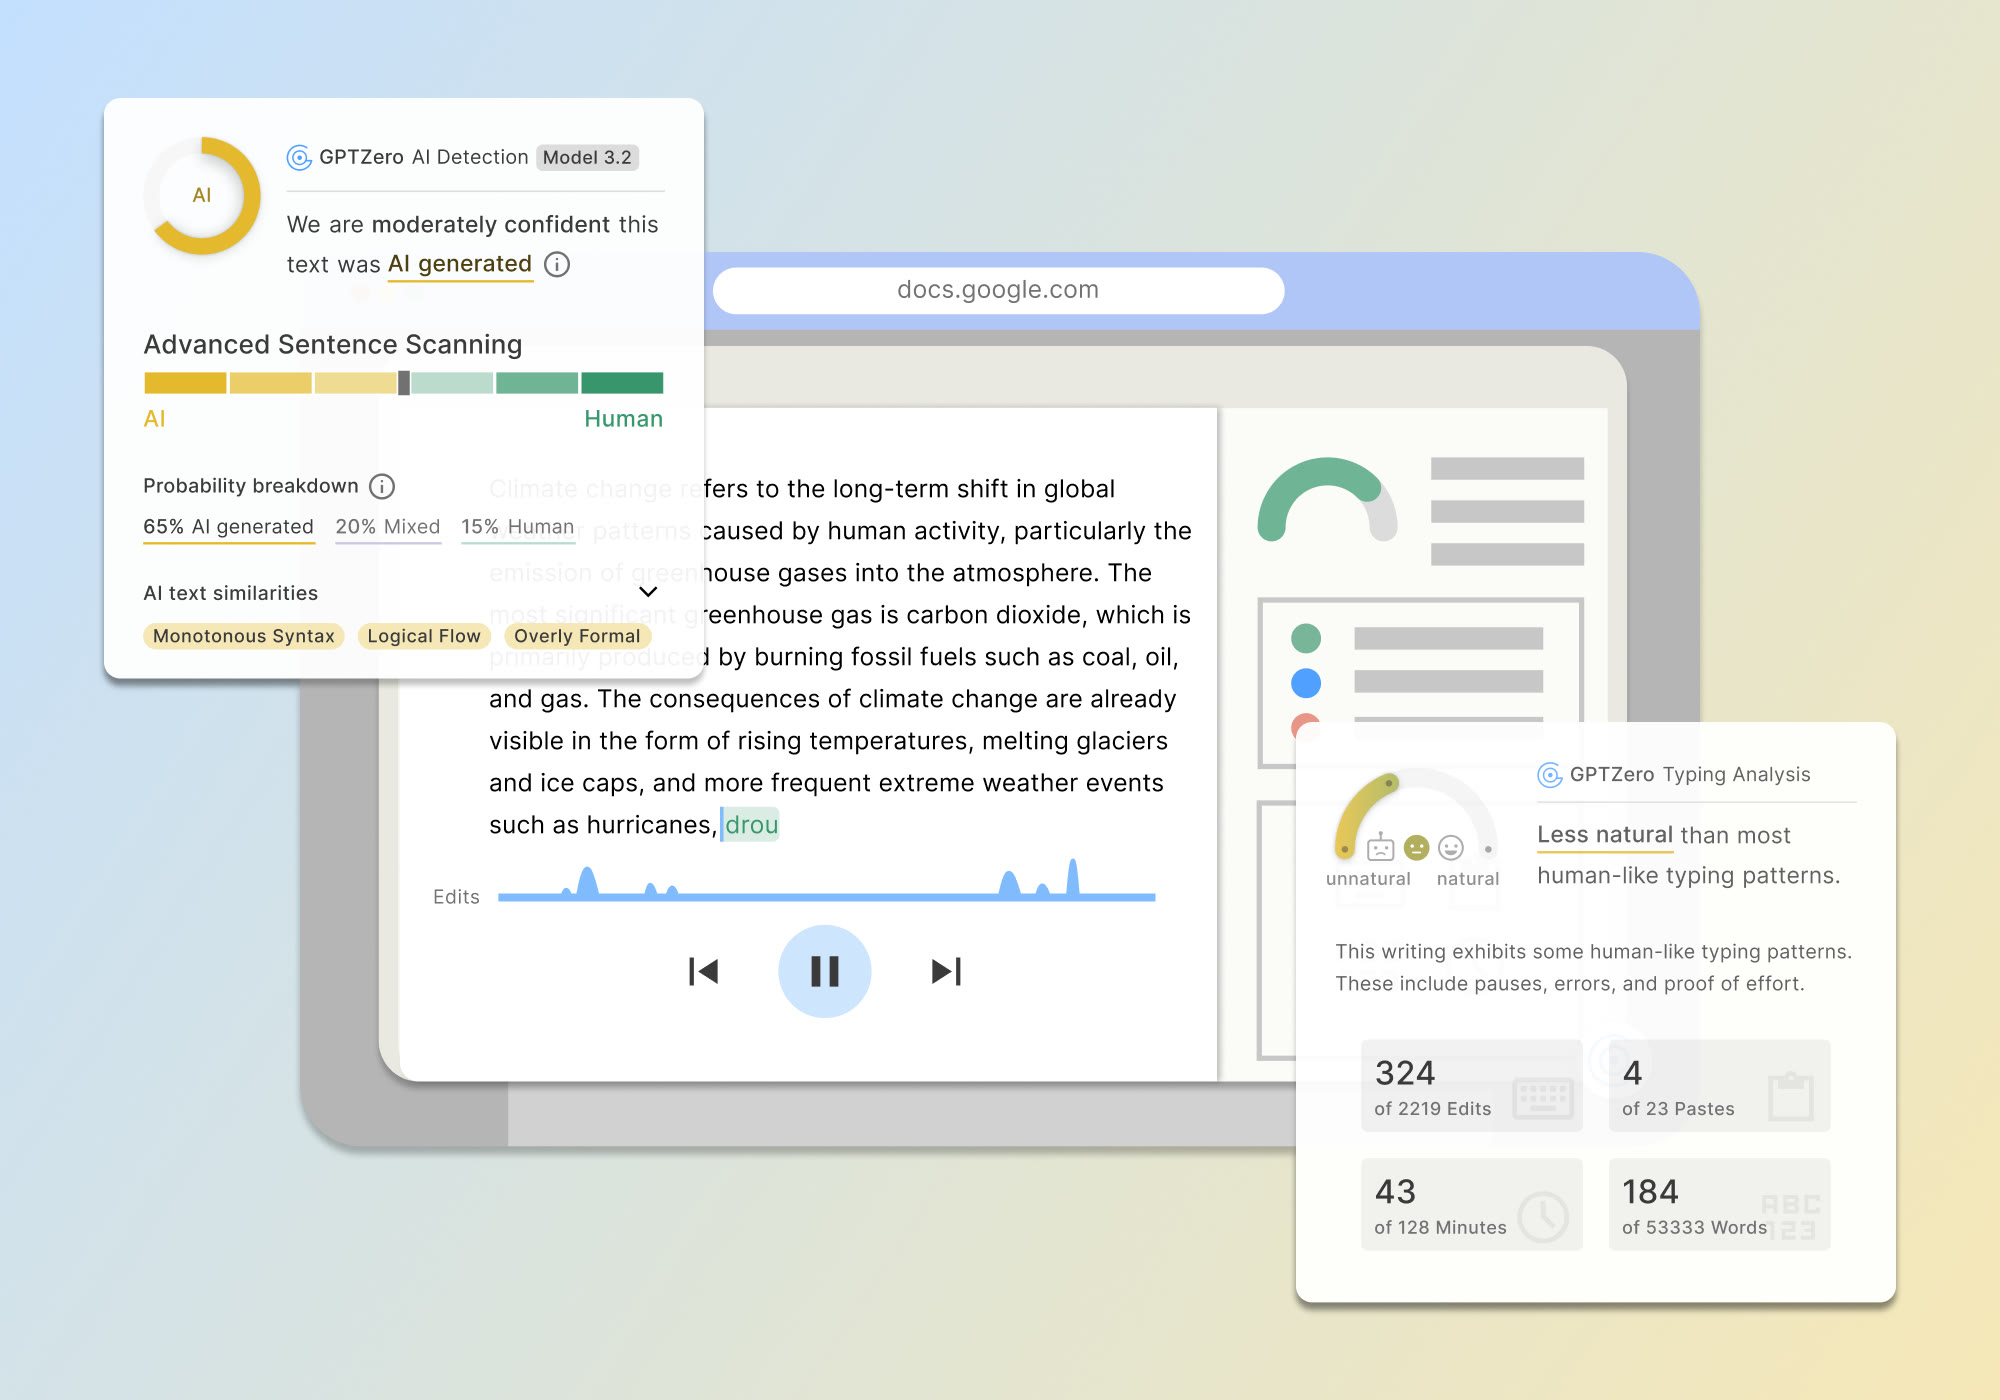 AI
GPTZero AI Detection Model 3.2
We are moderately confident this
text was AI generated
Advanced Sentence Scanning
AI Human
Probability breakdown
65% AI generated 20% Mixed 15% Human
AI text similarities
Monotonous Syntax Logical Flow Overly Formal
docs.google.com
Climate change refers to the long-term shift in global
weather patterns caused by human activity, particularly the
emission of greenhouse gases into the atmosphere. The
most significant greenhouse gas is carbon dioxide, which is
primarily produced by burning fossil fuels such as coal, oil,
and gas. The consequences of climate change are already
visible in the form of rising temperatures, melting glaciers
and ice caps, and more frequent extreme weather events
such as hurricanes, drou
Edits
GPTZero Typing Analysis
Less natural than most
human-like typing patterns.
unnatural natural
This writing exhibits some human-like typing patterns.
These include pauses, errors, and proof of effort.
324
of 2219 Edits
4
of 23 Pastes
43
of 128 Minutes
184
of 53333 Words
ABC
123